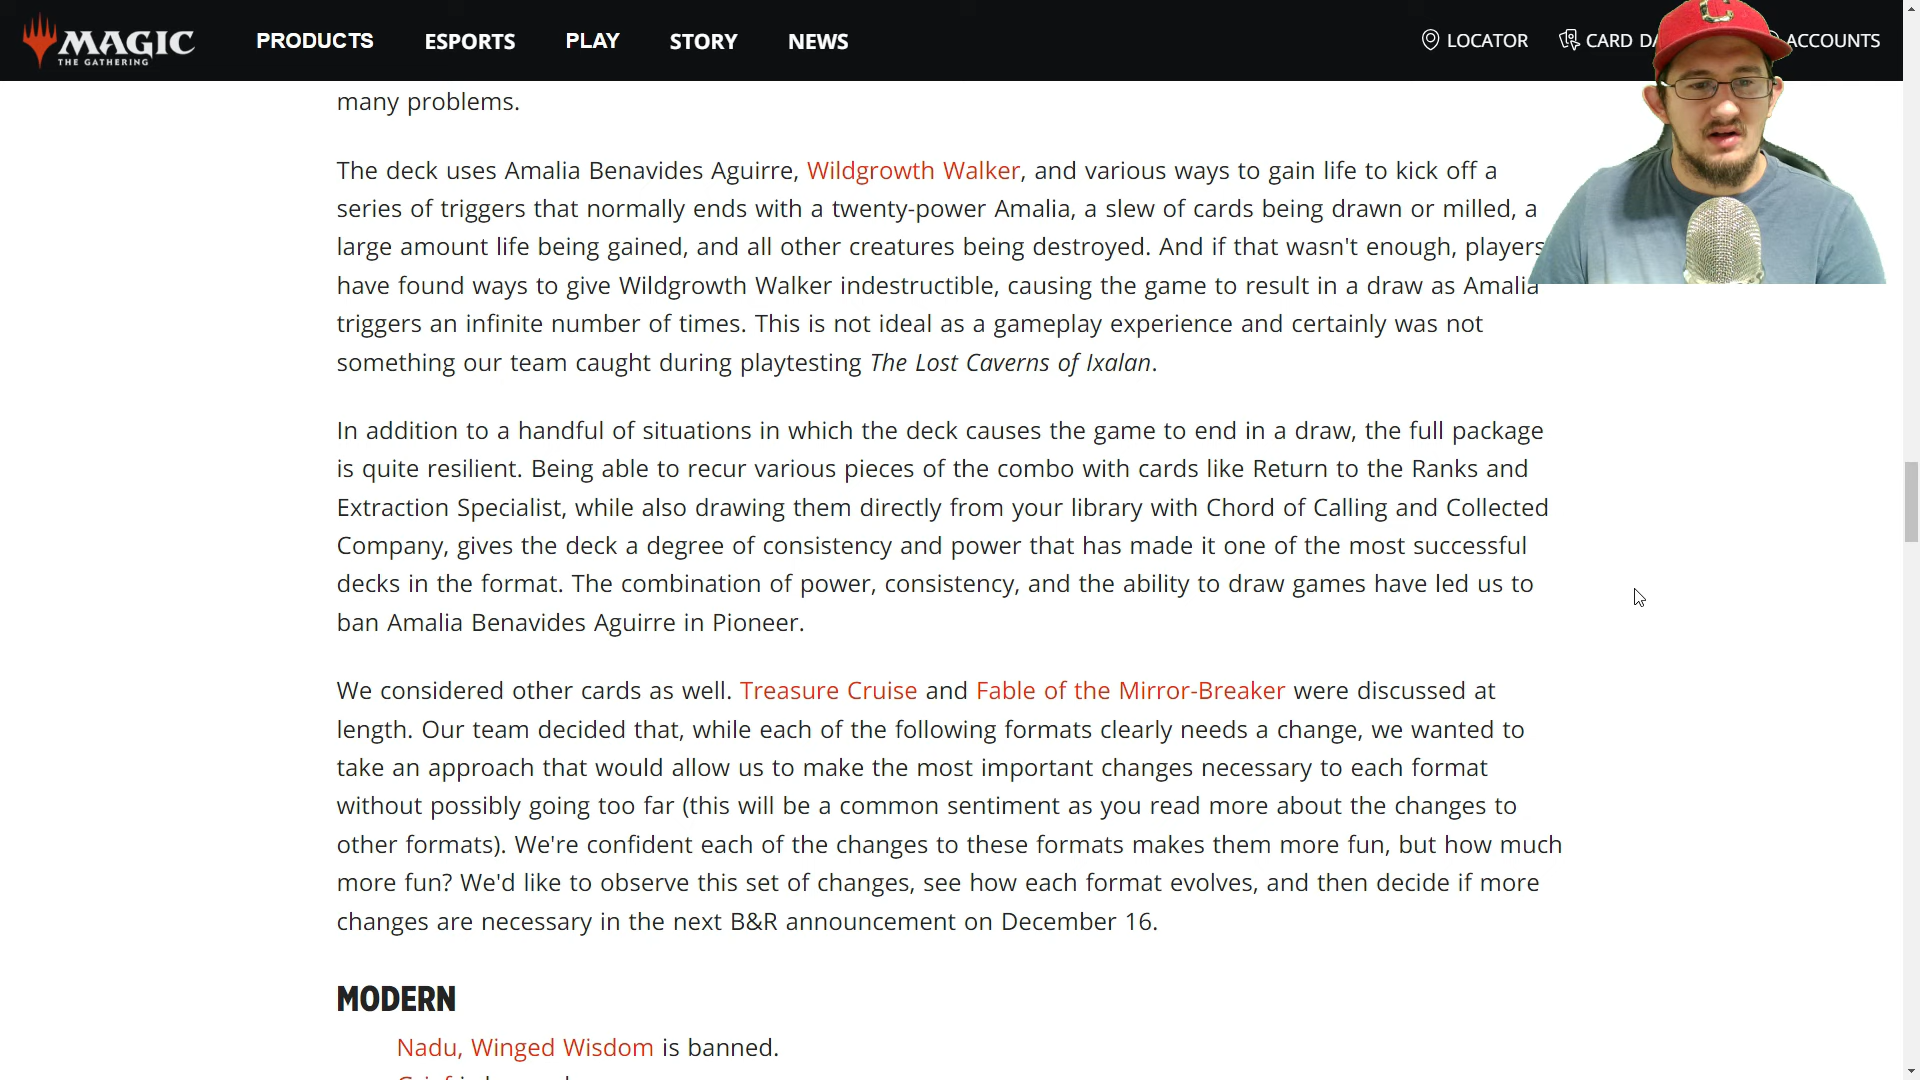 MAGIC
THE GATHERING
PRODUCTS
ESPORTS
PLAY
STORY
NEWS
LOCATOR
CARD
ACCOUNTS
C
many problems.
The deck uses Amalia Benavides Aguirre, Wildgrowth Walker, and various ways to gain life to kick off a
series of triggers that normally ends with a twenty-power Amalia, a slew of cards being drawn or milled, a
large amount life being gained, and all other creatures being destroyed. And if that wasn't enough, players
have found ways to give Wildgrowth Walker indestructible, causing the game to result in a draw as Amalia
triggers an infinite number of times. This is not ideal as a gameplay experience and certainly was not
something our team caught during playtesting The Lost Caverns of Ixalan.
In addition to a handful of situations in which the deck causes the game to end in a draw, the full package
is quite resilient. Being able to recur various pieces of the combo with cards like Return to the Ranks and
Extraction Specialist, while also drawing them directly from your library with Chord of Calling and Collected
Company, gives the deck a degree of consistency and power that has made it one of the most successful
decks in the format. The combination of power, consistency, and the ability to draw games have led us to
ban Amalia Benavides Aguirre in Pioneer.
We considered other cards as well. Treasure Cruise and Fable of the Mirror-Breaker were discussed at
length. Our team decided that, while each of the following formats clearly needs a change, we wanted to
take an approach that would allow us to make the most important changes necessary to each format
without possibly going too far (this will be a common sentiment as you read more about the changes to
other formats). We're confident each of the changes to these formats makes them more fun, but how much
more fun? We'd like to observe this set of changes, see how each format evolves, and then decide if more
changes are necessary in the next B&R announcement on December 16.
MODERN
Nadu, Winged Wisdom is banned.